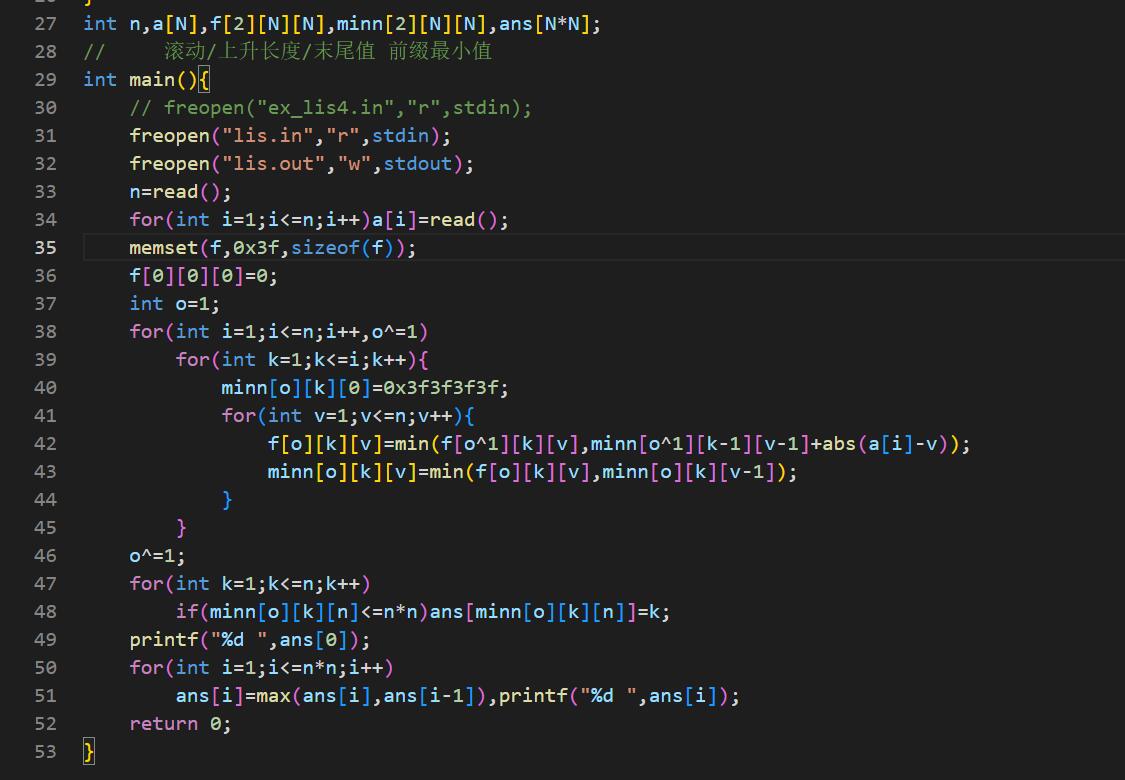 27 int n,a[N],f[2][N][N],minn[2][N][N],ans[N*N];
28 //     滚动/上升长度/末尾值 前缀最小值
29 int main(){
30     // freopen("ex_lis4.in","r",stdin);
31     freopen("lis.in","r",stdin);
32     freopen("lis.out","w",stdout);
33     n=read();
34     for(int i=1;i<=n;i++)a[i]=read();
35     memset(f,0x3f,sizeof(f));
36     f[0][0][0]=0;
37     int o=1;
38     for(int i=1;i<=n;i++,o^=1)
39         for(int k=1;k<=i;k++){
40             minn[o][k][0]=0x3f3f3f3f;
41             for(int v=1;v<=n;v++){
42                 f[o][k][v]=min(f[o^1][k][v],minn[o^1][k-1][v-1]+abs(a[i]-v));
43                 minn[o][k][v]=min(f[o][k][v],minn[o][k][v-1]);
44             }
45         }
46     o^=1;
47     for(int k=1;k<=n;k++)
48         if(minn[o][k][n]<=n*n)ans[minn[o][k][n]]=k;
49     printf("%d ",ans[0]);
50     for(int i=1;i<=n*n;i++)
51         ans[i]=max(ans[i],ans[i-1]),printf("%d ",ans[i]);
52     return 0;
53 }